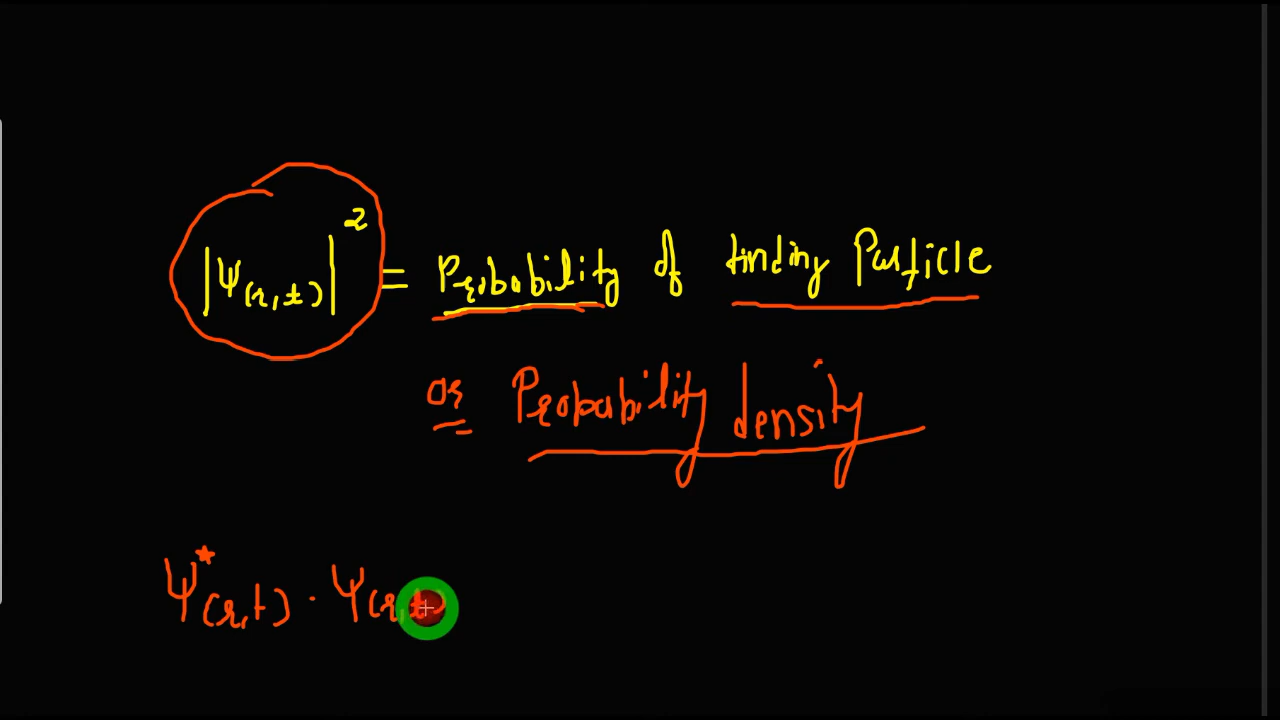 |Ψ(r,t)|² = Probability of finding Particle
or Probability density
Ψ*(r,t) · Ψ(r,t)